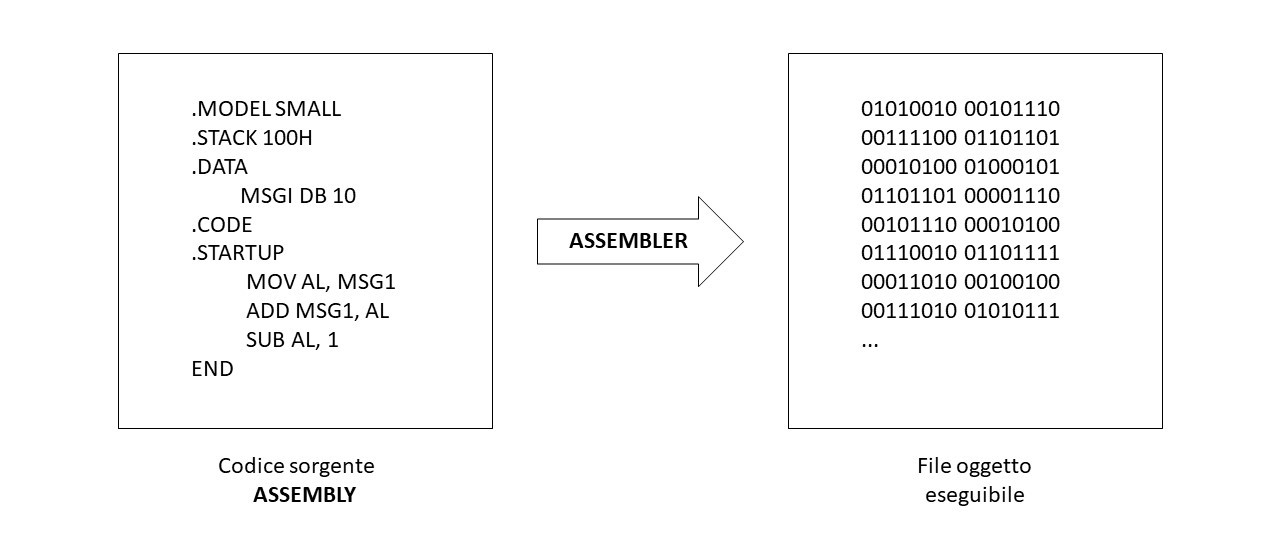 .MODEL SMALL
.STACK 100H
.DATA
MSGI DB 10
.CODE
.STARTUP
MOV AL, MSG1
ADD MSG1, AL
SUB AL, 1
END
Codice sorgente
ASSEMBLY
ASSEMBLER
01010010 00101110
00111100 01101101
00010100 01000101
01101101 00001110
00101110 00010100
01110010 01101111
00011010 00100100
00111010 01010111
...
File oggetto
eseguibile